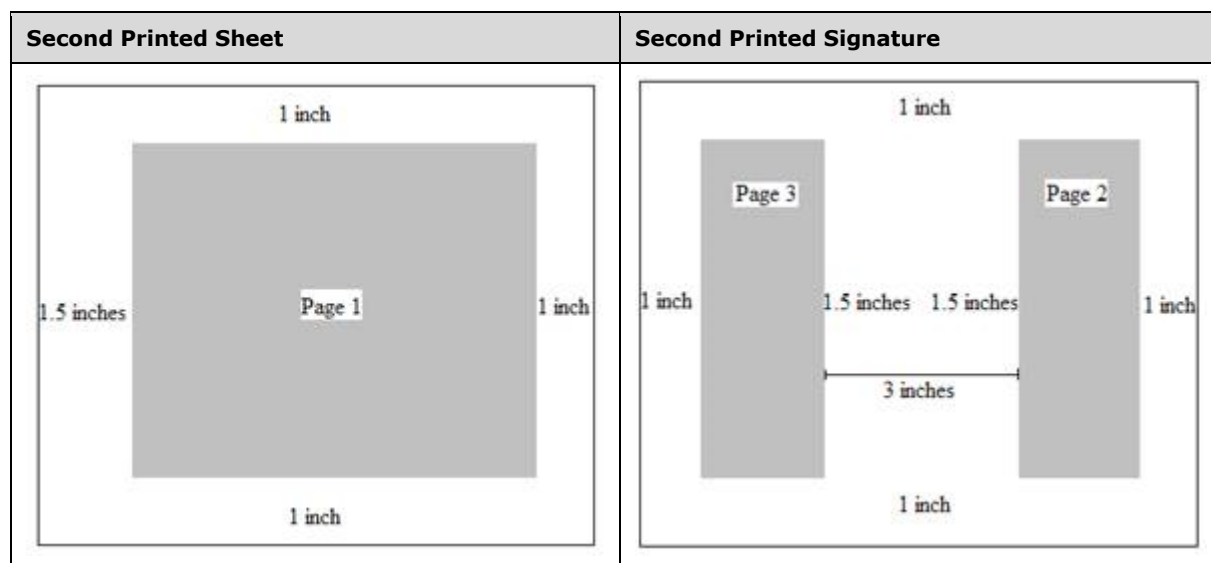 Second Printed Sheet
Second Printed Signature
1 inch
1.5 inches
Page 1
1 inch
1 inch
1 inch
Page 3
Page 2
1 inch
1.5 inches
1.5 inches
1 inch
3 inches
1 inch